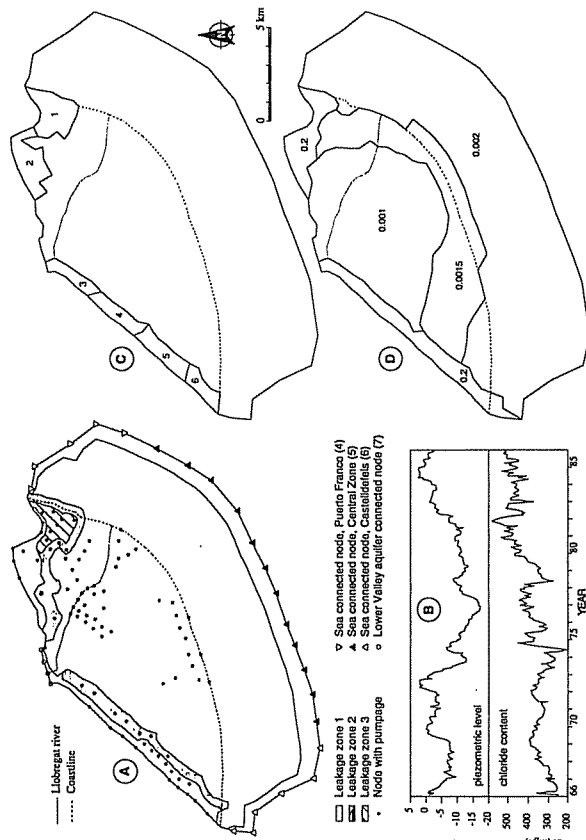 Llobregat river
Coastline
A
Leakage zone 1
Leakage zone 2
Leakage zone 3
Node with pumpage
Sea connected node, Puerto Franco (4)
Sea connected node, Central Zone (5)
Sea connected node, Castelldefels (6)
Lower Valley aquifer connected node (7)
B
5
0
-5
-10
-15
-20
piezometric level
500
400
300
200
chloride content
66 70 75 80 85
YEAR
C
1
2
3
4
5
6
0 5 km
D
0.2
0.001
0.0015
0.002
0.2